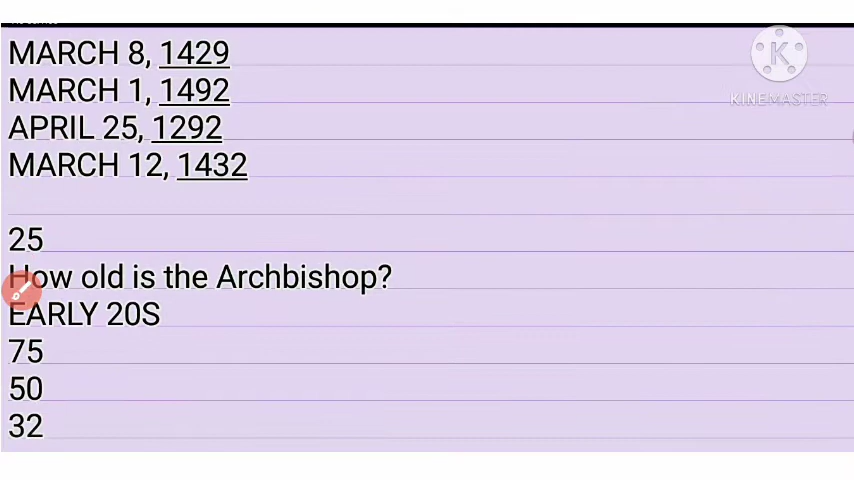 MARCH 8, 1429
MARCH 1, 1492
APRIL 25, 1292
MARCH 12, 1432
25
How old is the Archbishop?
EARLY 20S
75
50
32
K
KINEMASTER